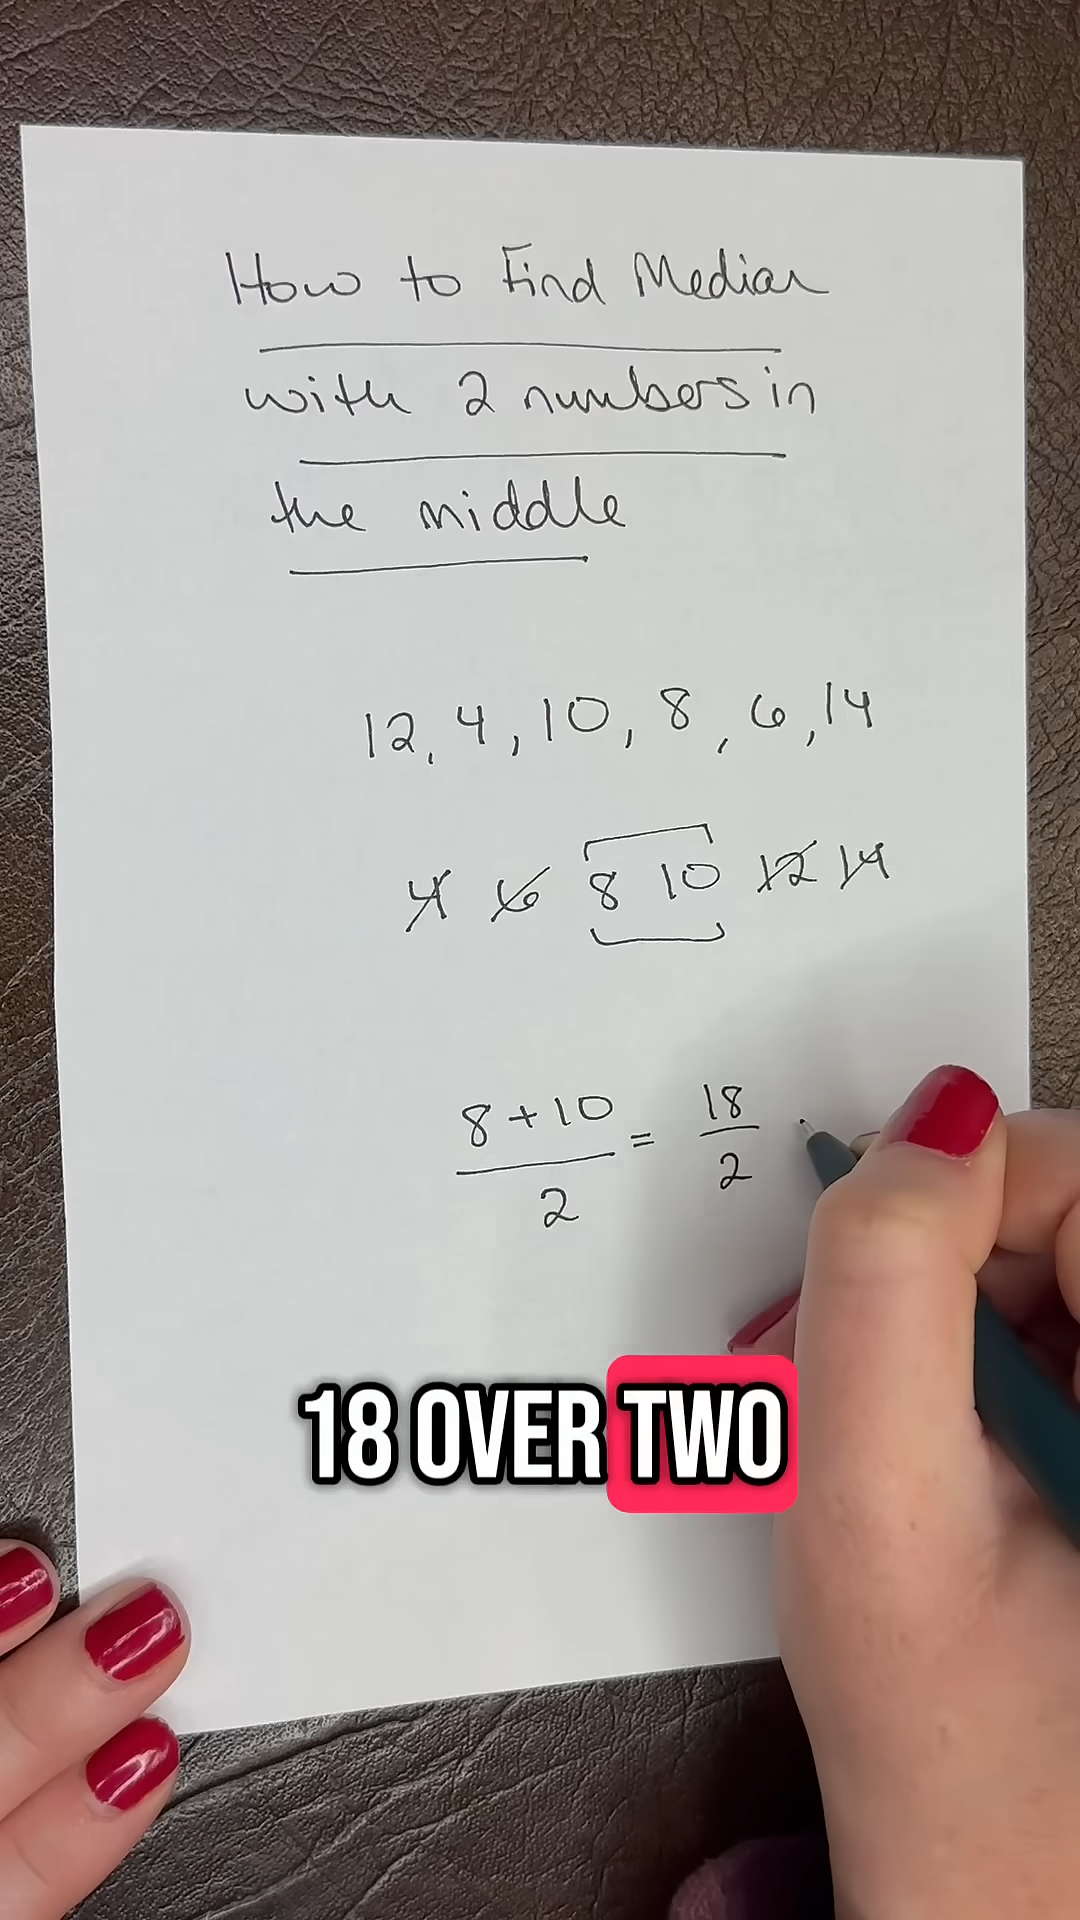 How to Find Median
with 2 numbers in
the middle
12, 4, 10, 8, 6, 14
4 6 8 10 12 14
8 + 10 = 18
2 2
18 OVER TWO